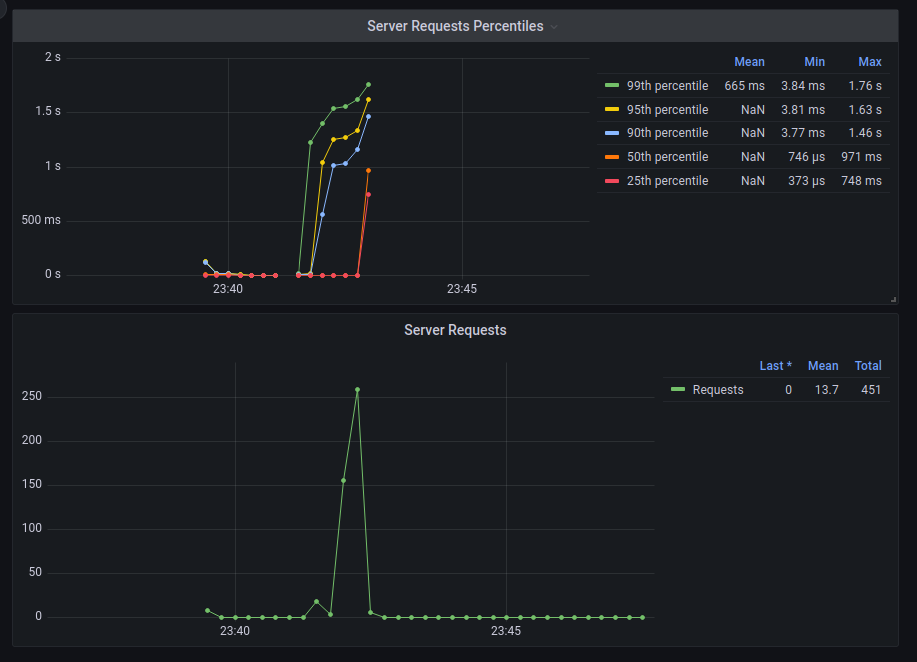 Server Requests Percentiles
2 s
1.5 s
1 s
500 ms
0 s
23:40 23:45
Mean Min Max
99th percentile 665 ms 3.84 ms 1.76 s
95th percentile NaN 3.81 ms 1.63 s
90th percentile NaN 3.77 ms 1.46 s
50th percentile NaN 746 µs 971 ms
25th percentile NaN 373 µs 748 ms
Server Requests
250
200
150
100
50
0
23:40 23:45
Last * Mean Total
Requests 0 13.7 451